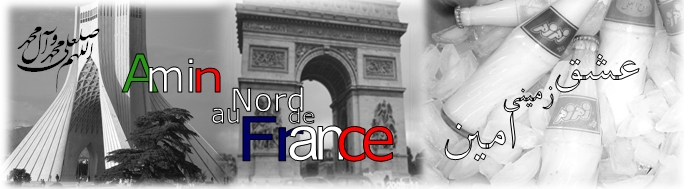 اللهم صل علی محمد و آل محمد
Amin
au Nord
de
France
عشق
زمینی
امین